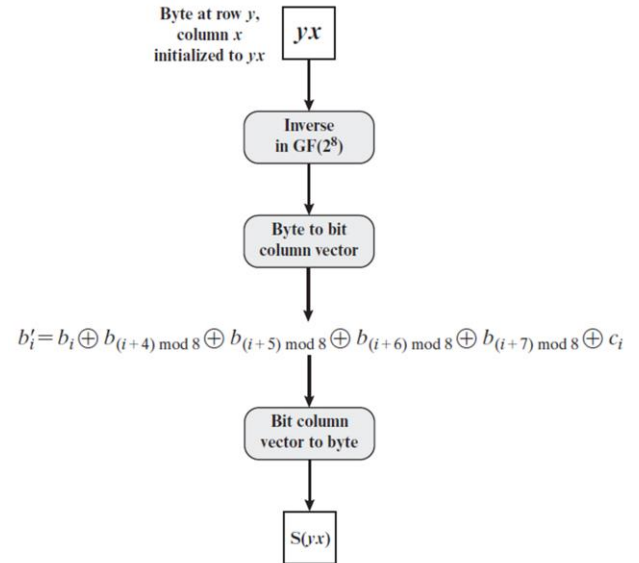 Byte at row y,
column x
initialized to yx
yx
Inverse
in GF(2⁸)
Byte to bit
column vector
b′ᵢ = bᵢ ⊕ b₍ᵢ₊₄₎ mod 8 ⊕ b₍ᵢ₊₅₎ mod 8 ⊕ b₍ᵢ₊₆₎ mod 8 ⊕ b₍ᵢ₊₇₎ mod 8 ⊕ cᵢ
Bit column
vector to byte
S(yx)